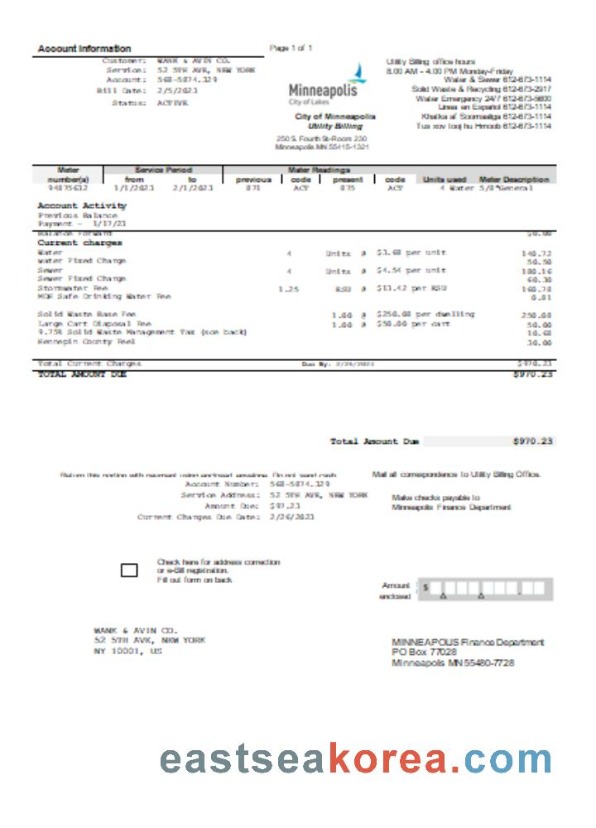 Account Information
Page 1 of 1
Customer: WANK & AVIN CO.
Service: 52 5TH AVE, NEW YORK
Account: 568-5874.329
Bill Date: 2/5/2023
Status: ACTIVE
Minneapolis
City of Lakes
City of Minneapolis
Utility Billing
250 S. Fourth St-Room 230
Minneapolis MN 55415-1321
Utility Billing office hours
8:00 AM - 4:00 PM Monday-Friday
Water & Sewer 612-673-1114
Solid Waste & Recycling 612-673-2917
Water Emergency 24/7 612-673-5600
Linea en Español 612-673-1114
Khatka af Soomaaliga 612-673-1114
Tus xov tooj hu Hmoob 612-673-1114
Meter Service Period Meter Readings
number(s) from to previous code present code Units used Meter Description
94875632 1/1/2023 2/1/2023 871 ACT 875 ACT 4 Water 5/8"General
Account Activity
Previous Balance
Payment - 1/17/23
Balance Forward $0.00
Current charges
Water 4 Units @ $3.68 per unit 140.72
Water Fixed Charge 50.50
Sewer 4 Units @ $4.54 per unit 180.16
Sewer Fixed Charge 60.30
Stormwater Fee 1.25 ESU @ $13.42 per ESU 160.78
MDH Safe Drinking Water Fee 0.81
Solid Waste Base Fee 1.00 @ $250.00 per dwelling 250.00
Large Cart Disposal Fee 1.00 @ $50.00 per cart 50.00
9.75% Solid Waste Management Tax (see back)
Hennepin County Feel 30.00
Total Current Charges Due By: 2/26/2023 $970.23
TOTAL AMOUNT DUE $970.23
Total Amount Due $970.23
Return this portion with payment using enclosed envelope. Do not send cash
Mail all correspondence to Utility Billing Office.
Account Number: 568-5874.329
Service Address: 52 5TH AVE, NEW YORK
Amount Due: $97.23
Current Changes Due Date: 2/26/2023
Make checks payable to
Minneapolis Finance Department
Check here for address correction
or e-Bill registration.
Fill out form on back
Amount
enclosed
$
WANK & AVIN CO.
52 5TH AVK, NEW YORK
NY 10001, US
MINNEAPOUS Finance Department
PO Box 77028
Minneapolis MN 55480-7728
eastseakorea.com